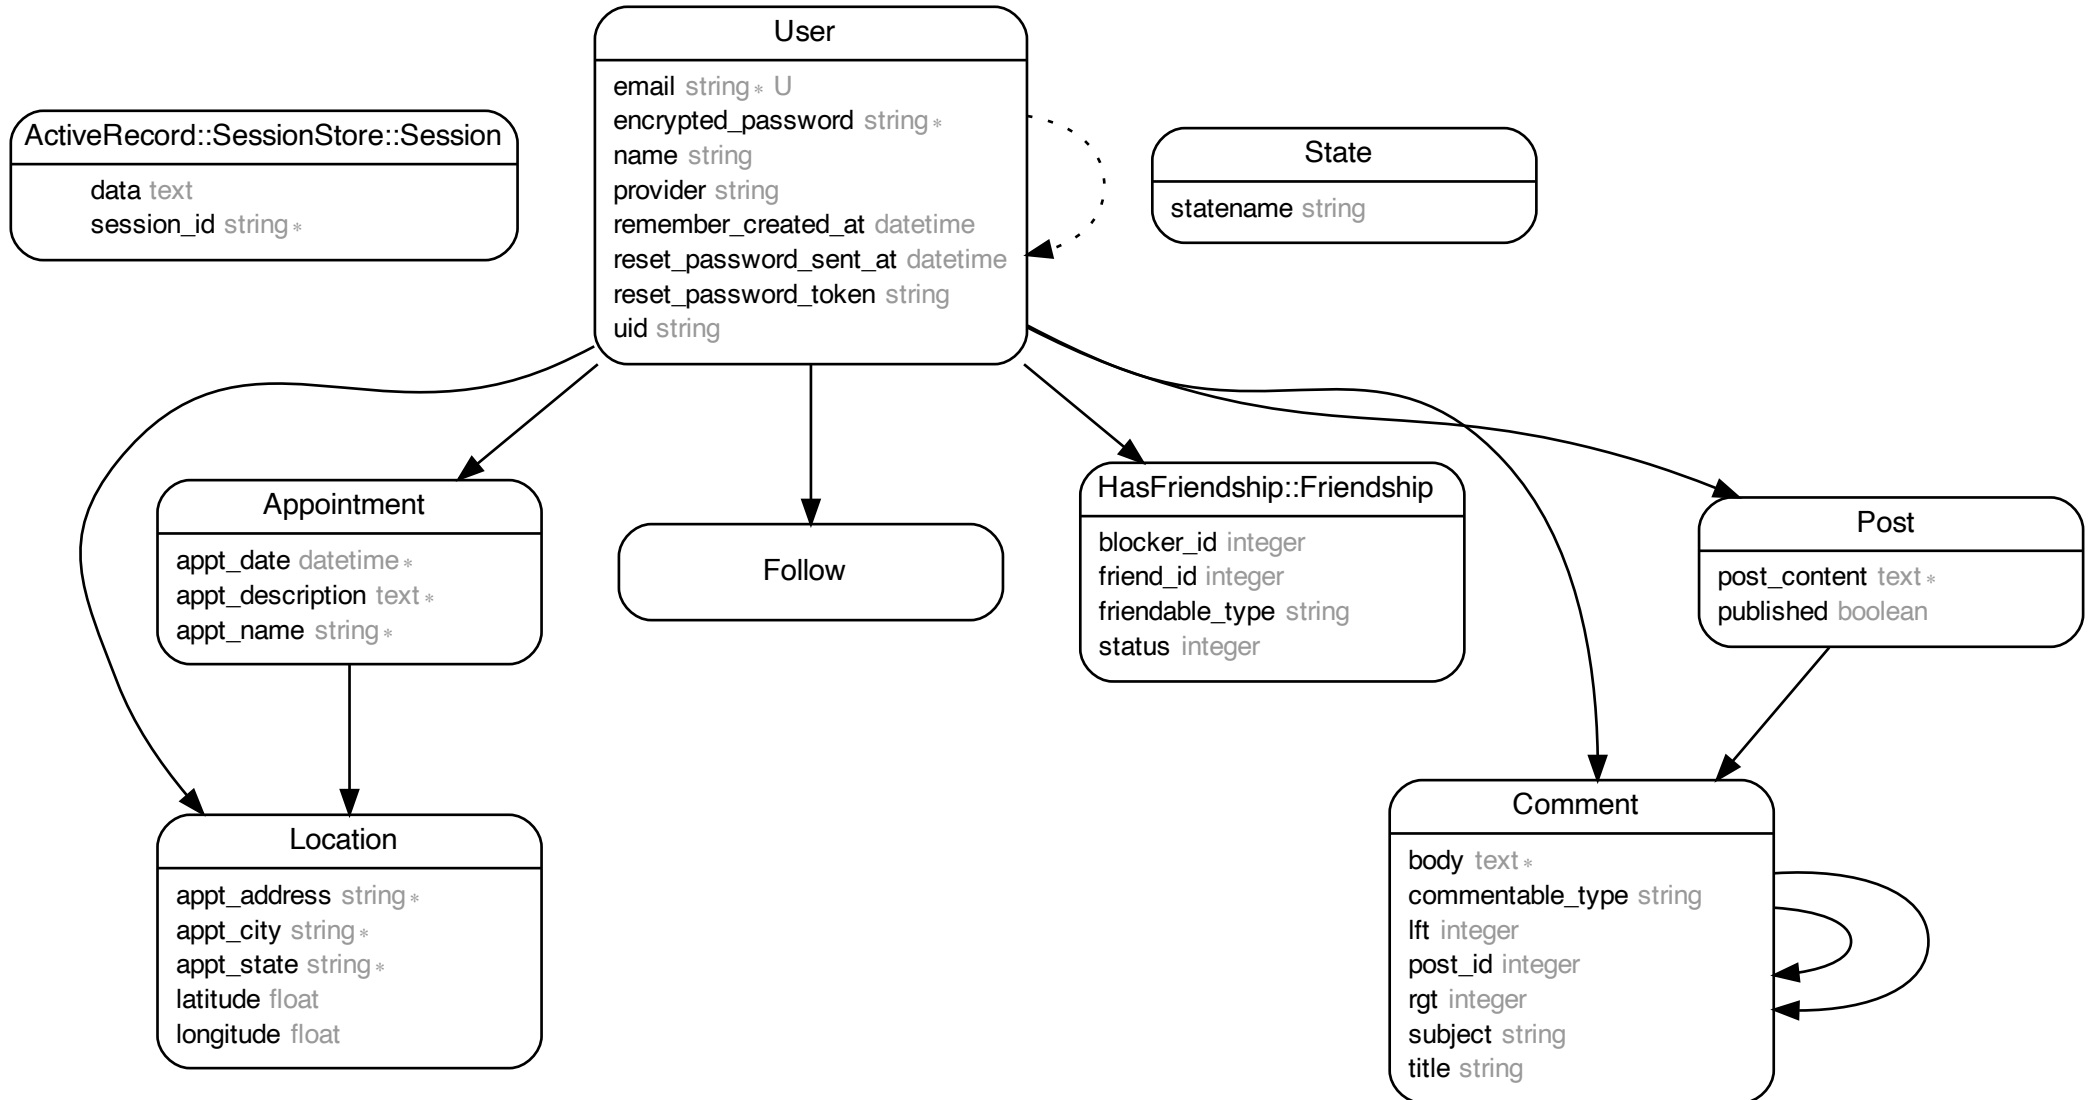 User
email string* U
encrypted_password string*
name string
provider string
remember_created_at datetime
reset_password_sent_at datetime
reset_password_token string
uid string
ActiveRecord::SessionStore::Session
data text
session_id string*
State
statename string
Appointment
appt_date datetime*
appt_description text*
appt_name string*
Follow
HasFriendship::Friendship
blocker_id integer
friend_id integer
friendable_type string
status integer
Post
post_content text*
published boolean
Location
appt_address string*
appt_city string*
appt_state string*
latitude float
longitude float
Comment
body text*
commentable_type string
lft integer
post_id integer
rgt integer
subject string
title string